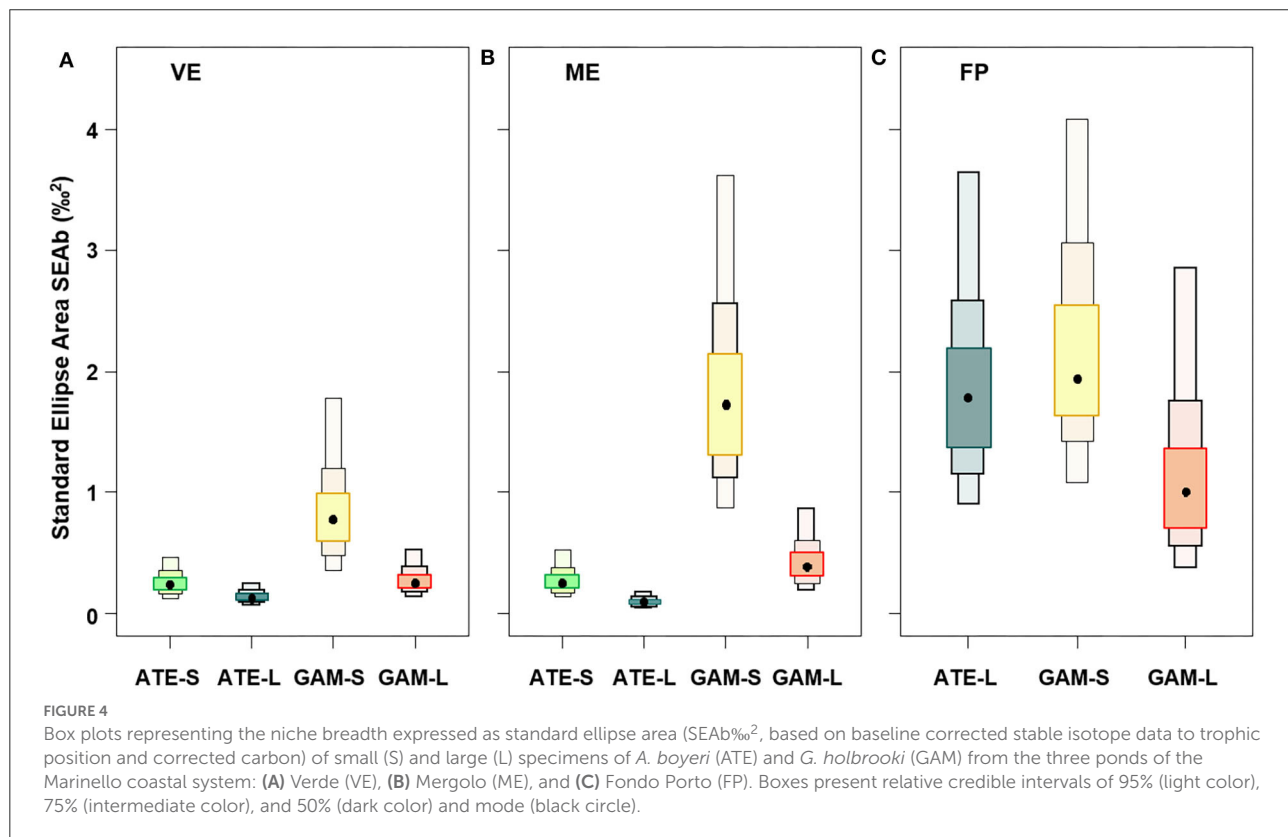 A
VE
B
ME
C
FP
Standard Ellipse Area SEAb (‰²)
4
3
2
1
0
ATE-S ATE-L GAM-S GAM-L
ATE-S ATE-L GAM-S GAM-L
ATE-L GAM-S GAM-L
FIGURE 4
Box plots representing the niche breadth expressed as standard ellipse area (SEAb‰², based on baseline corrected stable isotope data to trophic
position and corrected carbon) of small (S) and large (L) specimens of A. boyeri (ATE) and G. holbrooki (GAM) from the three ponds of the
Marinello coastal system: (A) Verde (VE), (B) Mergolo (ME), and (C) Fondo Porto (FP). Boxes present relative credible intervals of 95% (light color),
75% (intermediate color), and 50% (dark color) and mode (black circle).